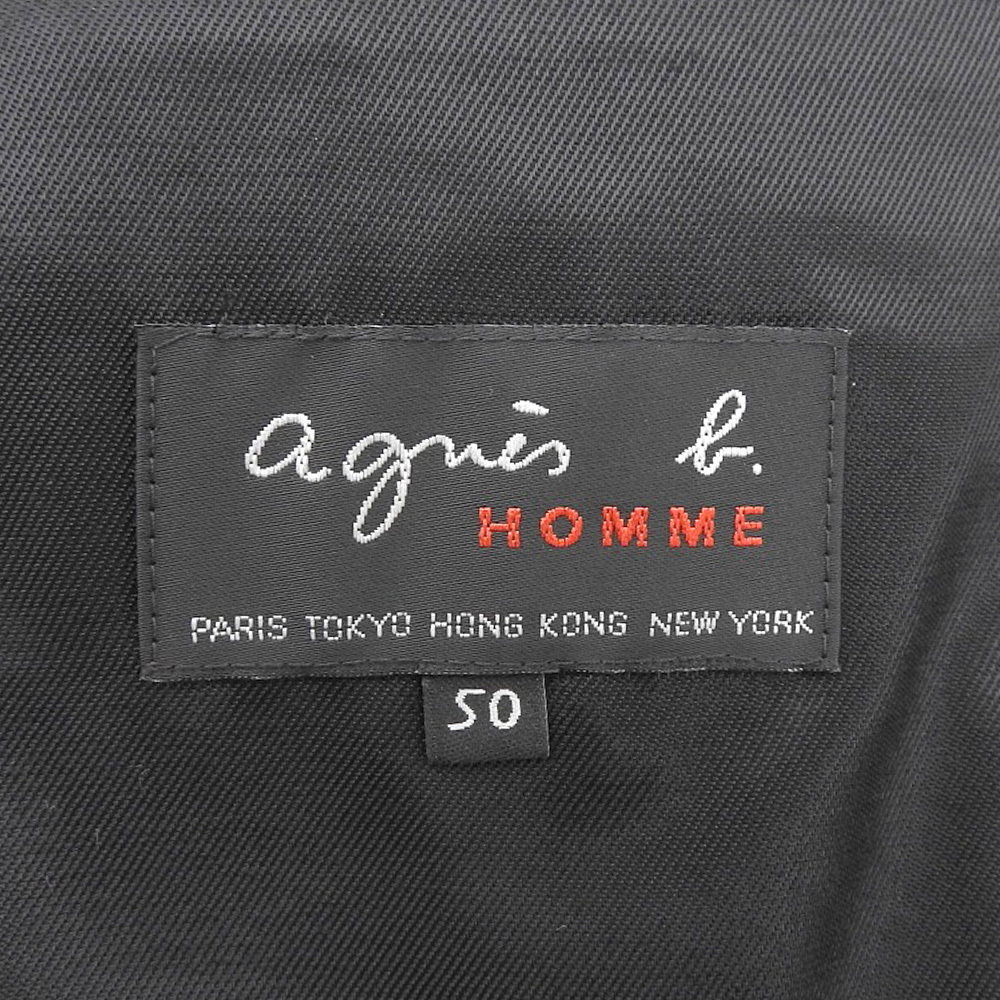 agnès b.
HOMME
PARIS TOKYO HONG KONG NEW YORK
50